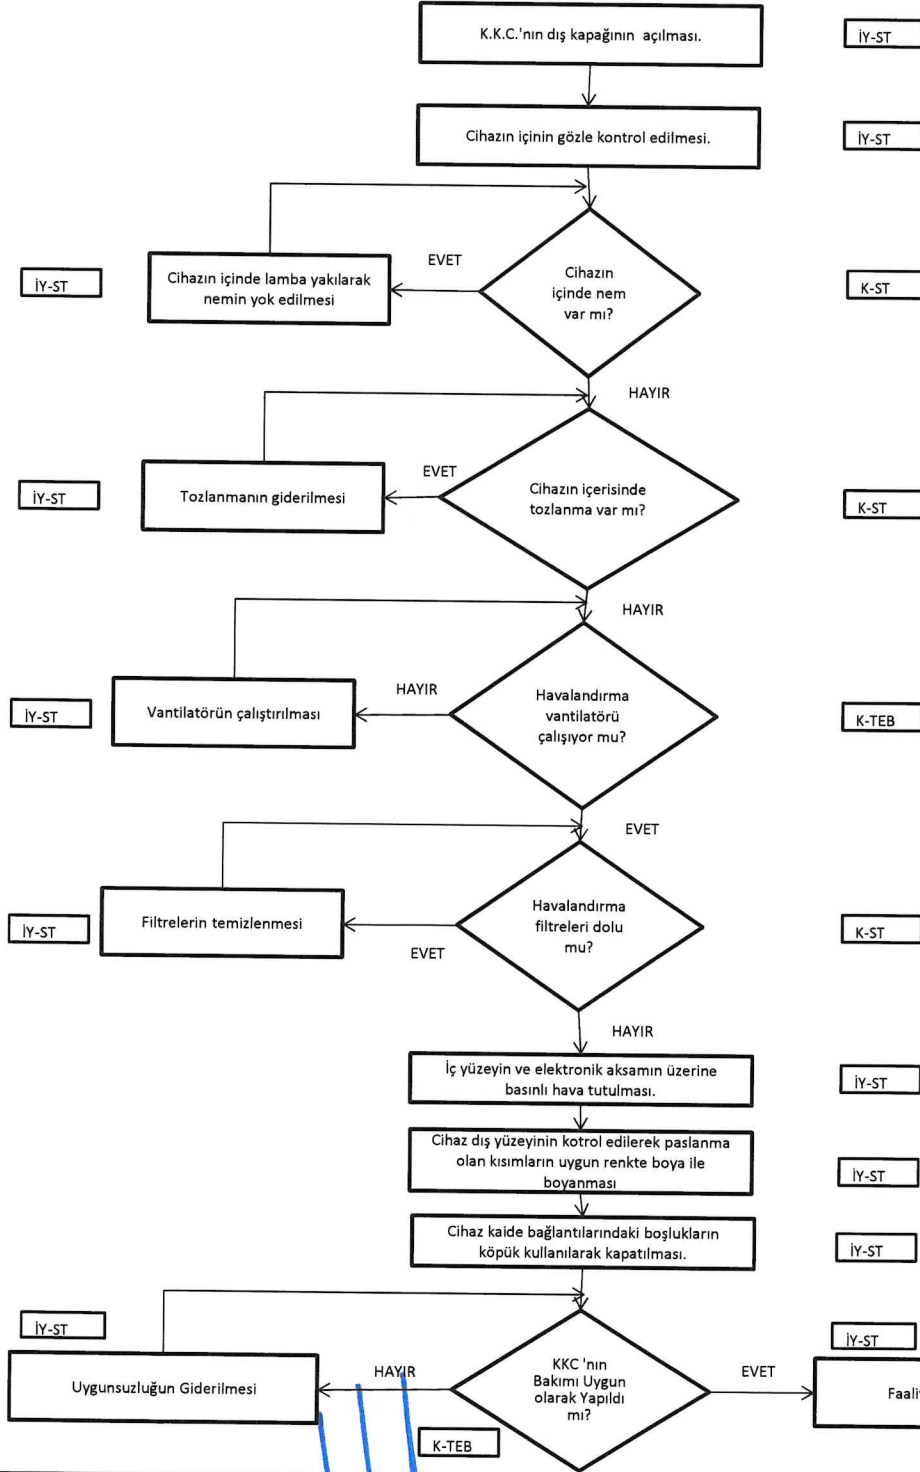 K.K.C.'nın dış kapağının açılması.
İY-ST
Cihazın içinin gözle kontrol edilmesi.
İY-ST
EVET
İY-ST
Cihazın içinde lamba yakılarak
nemin yok edilmesi
Cihazın
içinde nem
var mı?
K-ST
HAYIR
EVET
İY-ST
Tozlanmanın giderilmesi
Cihazın içerisinde
tozlanma var mı?
K-ST
HAYIR
HAYIR
İY-ST
Vantilatörün çalıştırılması
Havalandırma
vantilatörü
çalışıyor mu?
K-TEB
EVET
İY-ST
Filtrelerin temizlenmesi
Havalandırma
filtreleri dolu
mu?
K-ST
EVET
HAYIR
İç yüzeyin ve elektronik aksamın üzerine
basınlı hava tutulması.
İY-ST
Cihaz dış yüzeyinin kotrol edilerek paslanma
olan kısımların uygun renkte boya ile
boyanması
İY-ST
Cihaz kaide bağlantılarındaki boşlukların
köpük kullanılarak kapatılması.
İY-ST
İY-ST
İY-ST
Uygunsuzluğun Giderilmesi
HAYIR
KKC 'nın
Bakımı Uygun
olarak Yapıldı
mı?
EVET
K-TEB